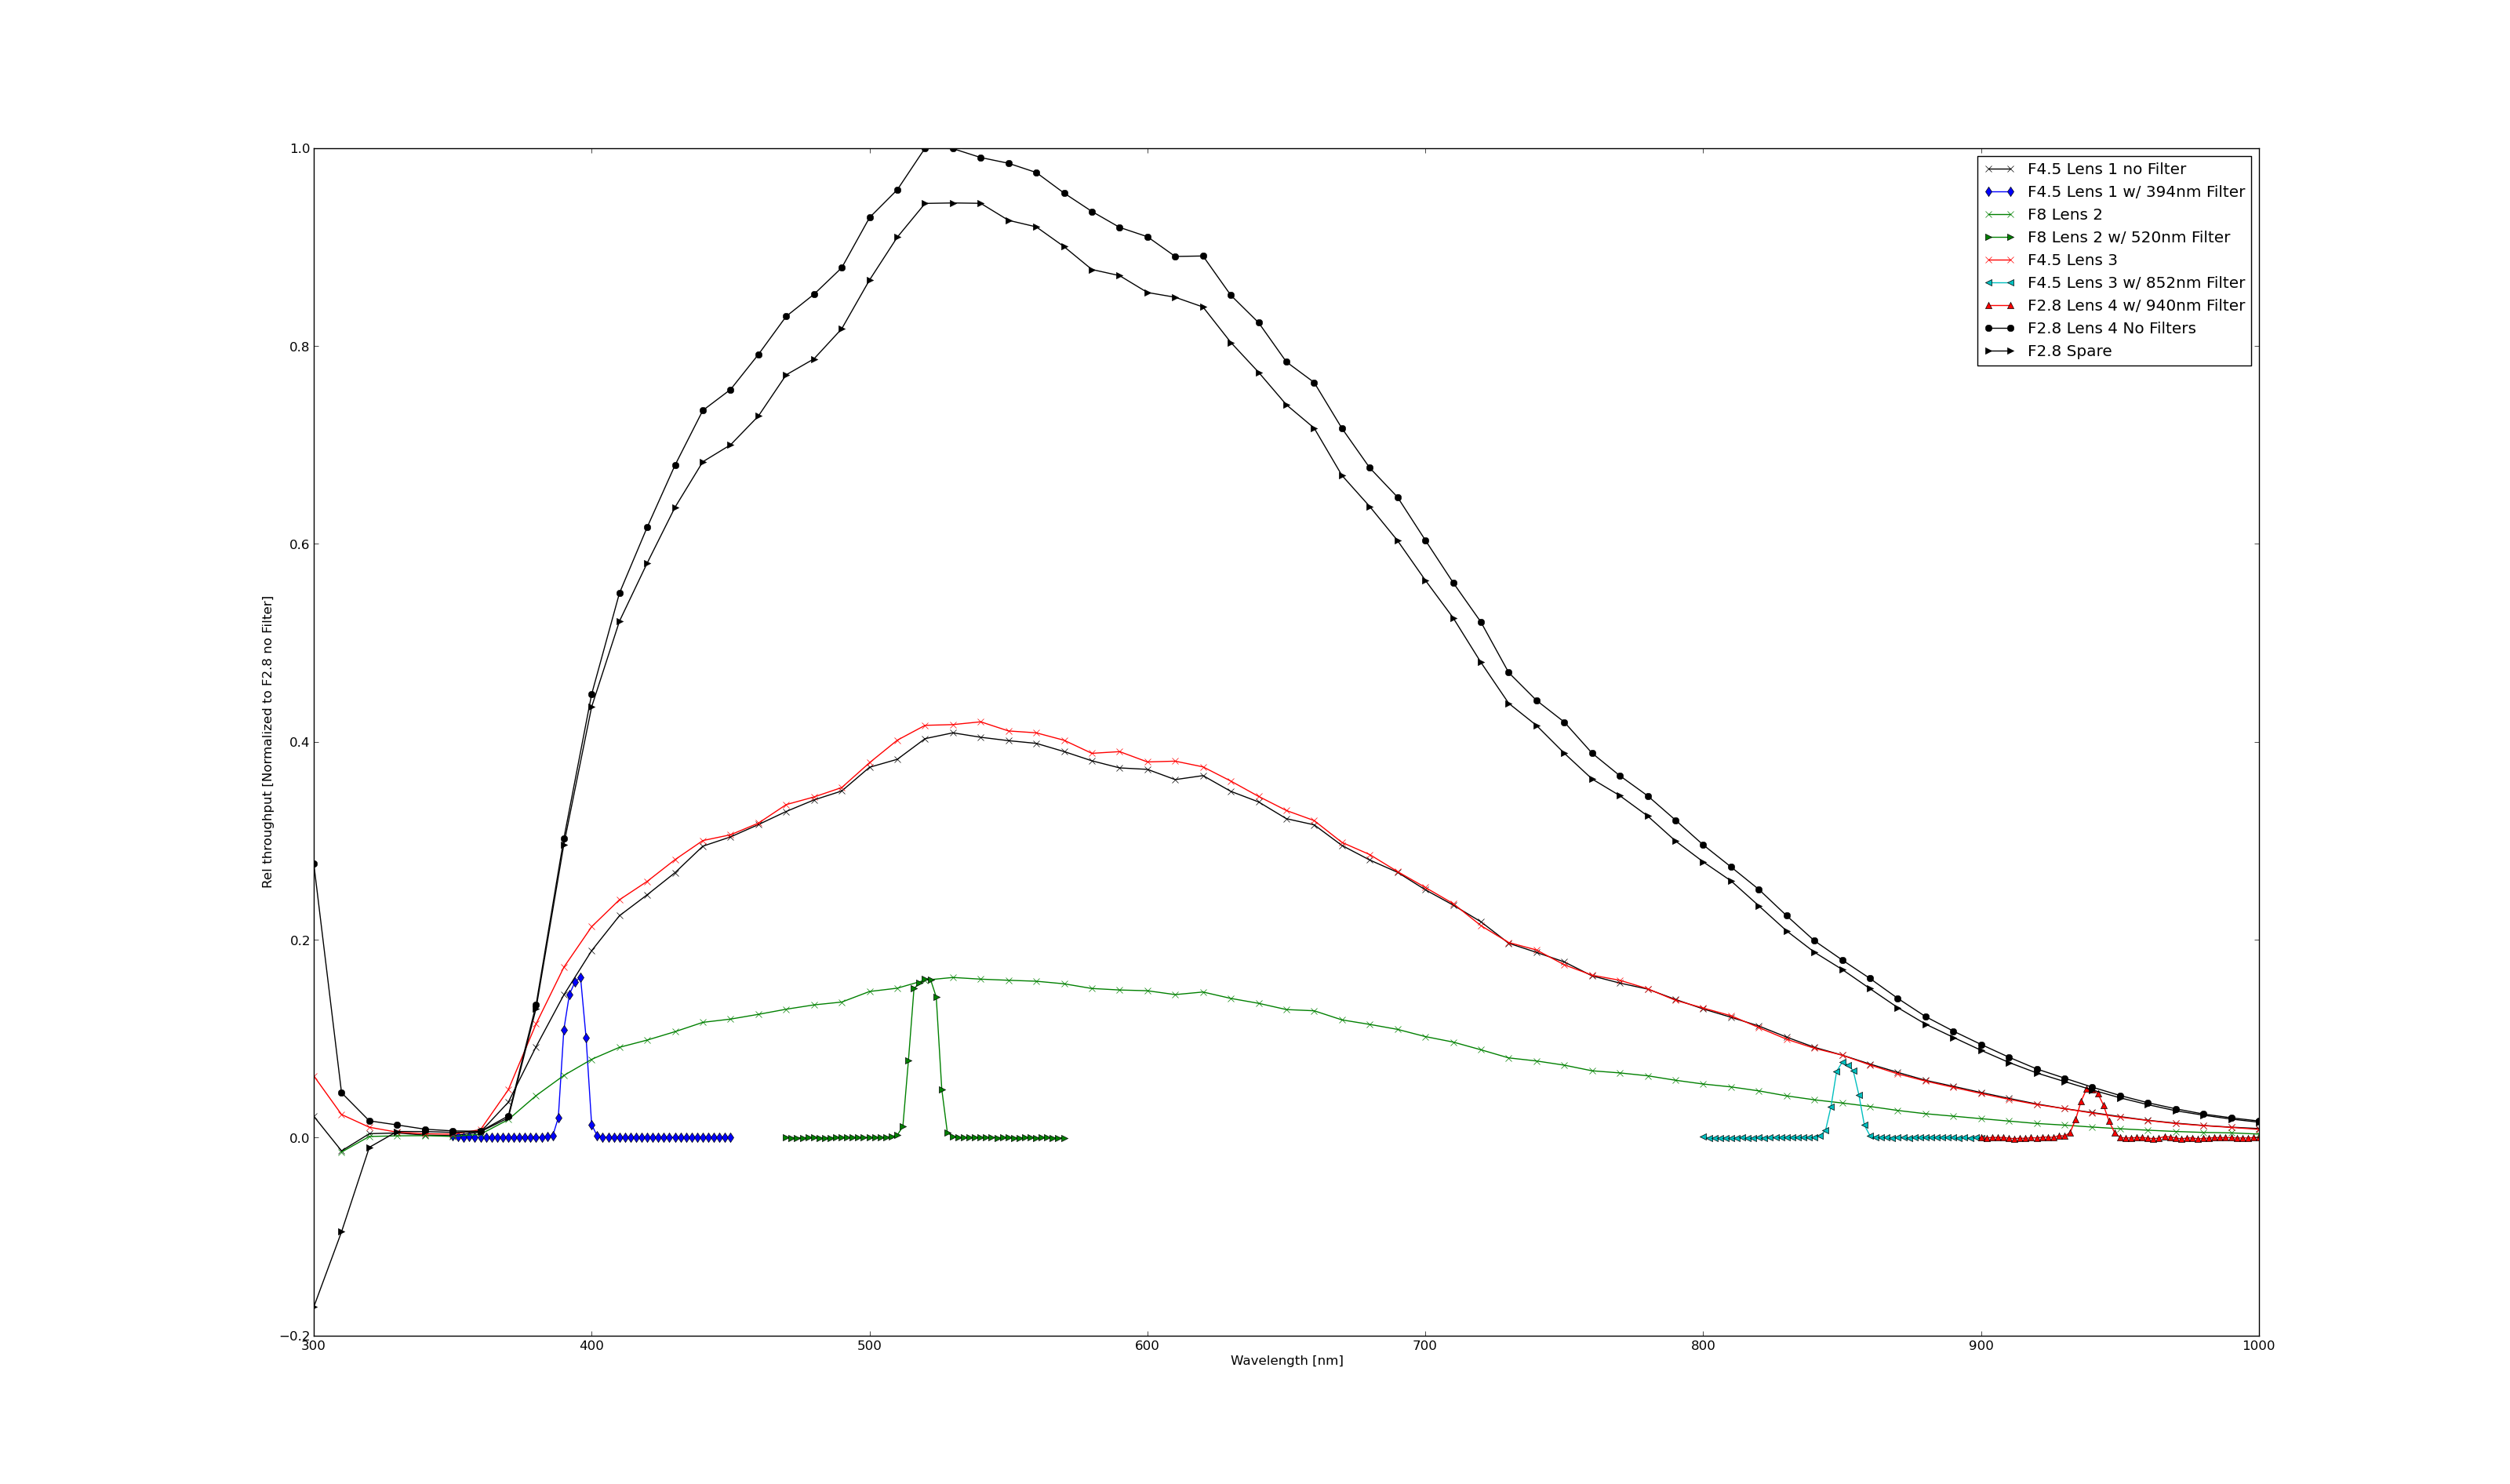 1.0
0.8
0.6
0.4
0.2
0.0
−0.2
Rel throughput [Normalized to F2.8 no Filter]
F4.5 Lens 1 no Filter
F4.5 Lens 1 w/ 394nm Filter
F8 Lens 2
F8 Lens 2 w/ 520nm Filter
F4.5 Lens 3
F4.5 Lens 3 w/ 852nm Filter
F2.8 Lens 4 w/ 940nm Filter
F2.8 Lens 4 No Filters
F2.8 Spare
300 400 500 600 700 800 900 1000
Wavelength [nm]